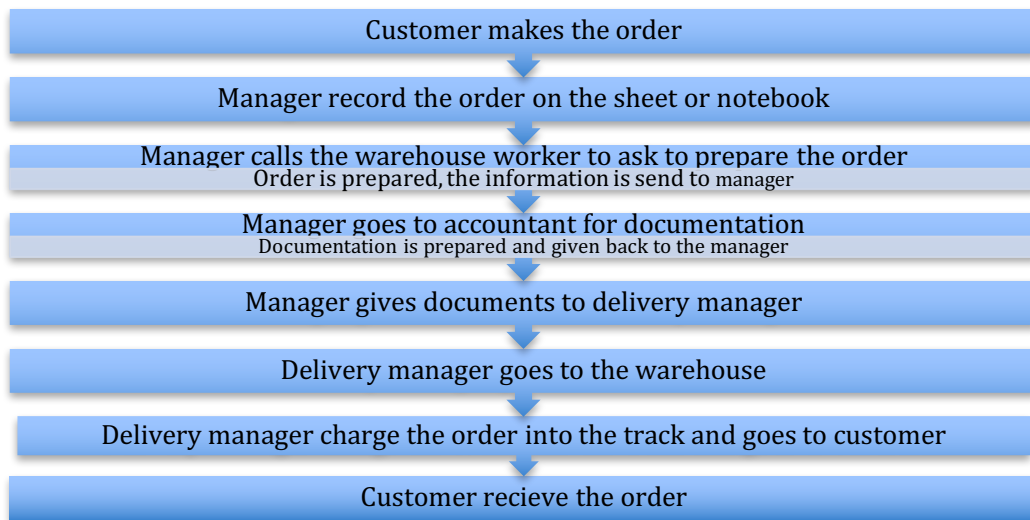 Customer makes the order
Manager record the order on the sheet or notebook
Manager calls the warehouse worker to ask to prepare the order
Order is prepared, the information is send to manager
Manager goes to accountant for documentation
Documentation is prepared and given back to the manager
Manager gives documents to delivery manager
Delivery manager goes to the warehouse
Delivery manager charge the order into the track and goes to customer
Customer recieve the order